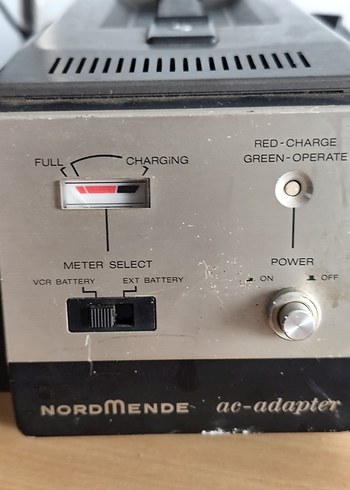 RED-CHARGE
FULL CHARGING GREEN-OPERATE
METER SELECT POWER
VCR BATTERY EXT BATTERY ON OFF
NORDMENDE ac-adapter